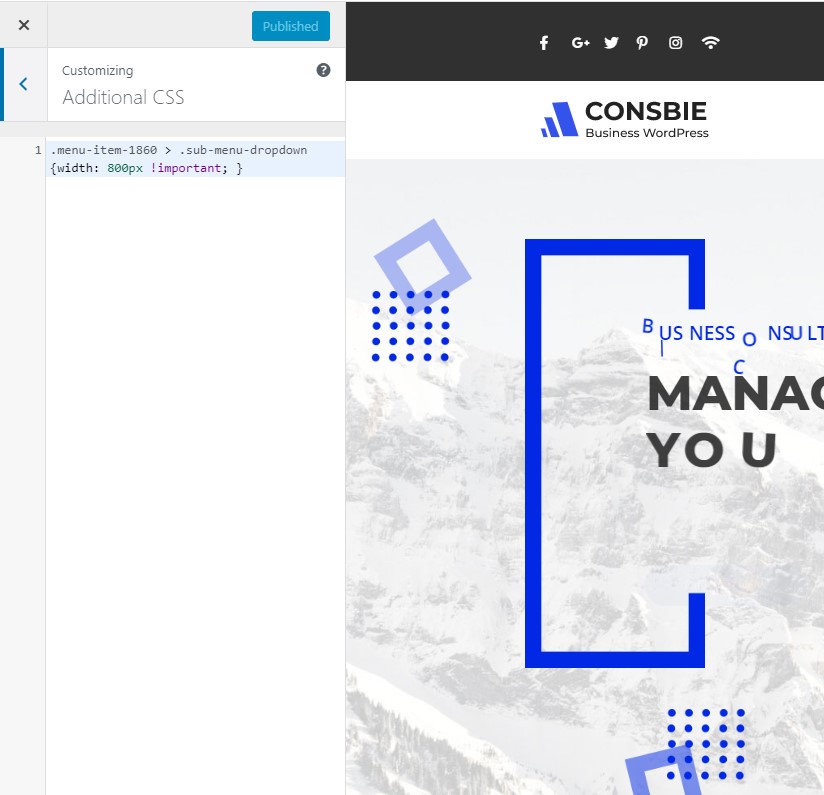 Published
Customizing
Additional CSS
1 .menu-item-1860 > .sub-menu-dropdown
{width: 800px !important; }
CONSBIE
Business WordPress
BUSINESS CONSULT
MANAG
YOU